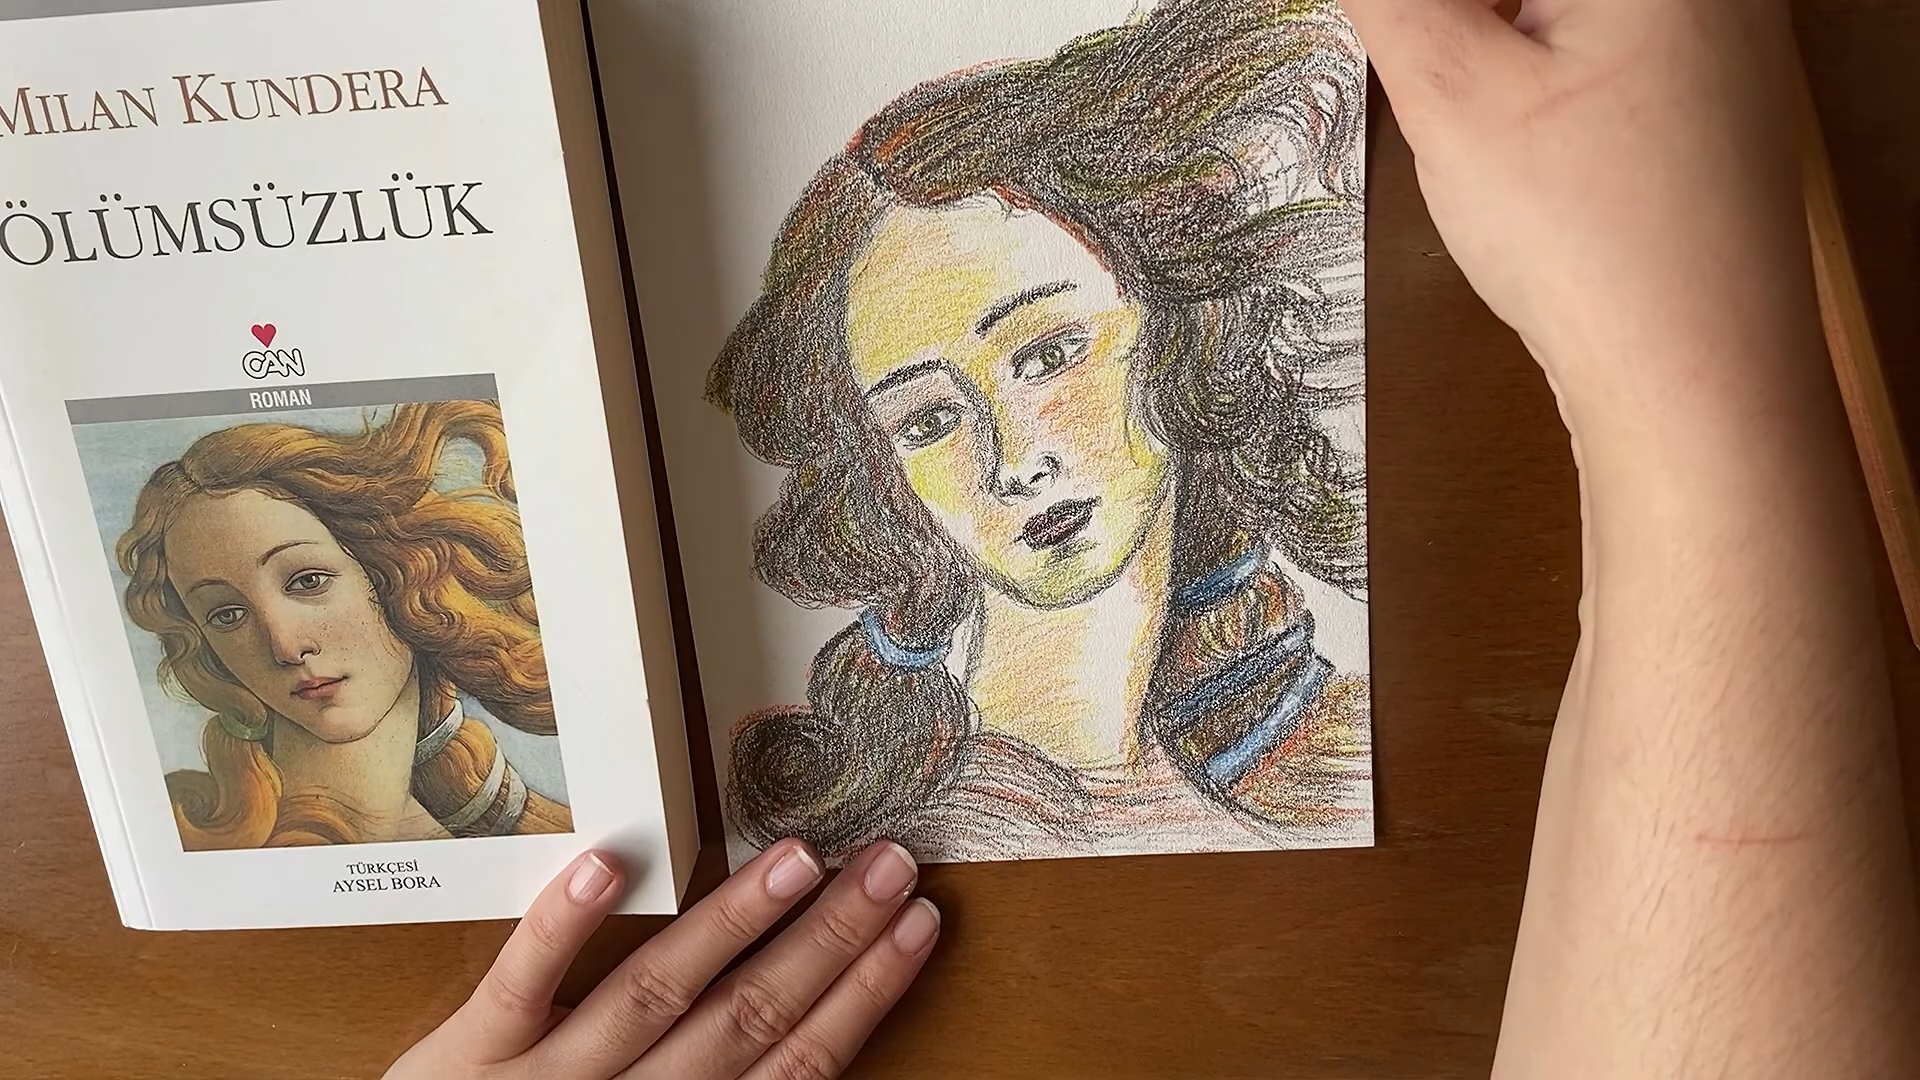 MILAN KUNDERA
ÖLÜMSÜZLÜK
CAN
ROMAN
TÜRKÇESİ
AYSEL BORA